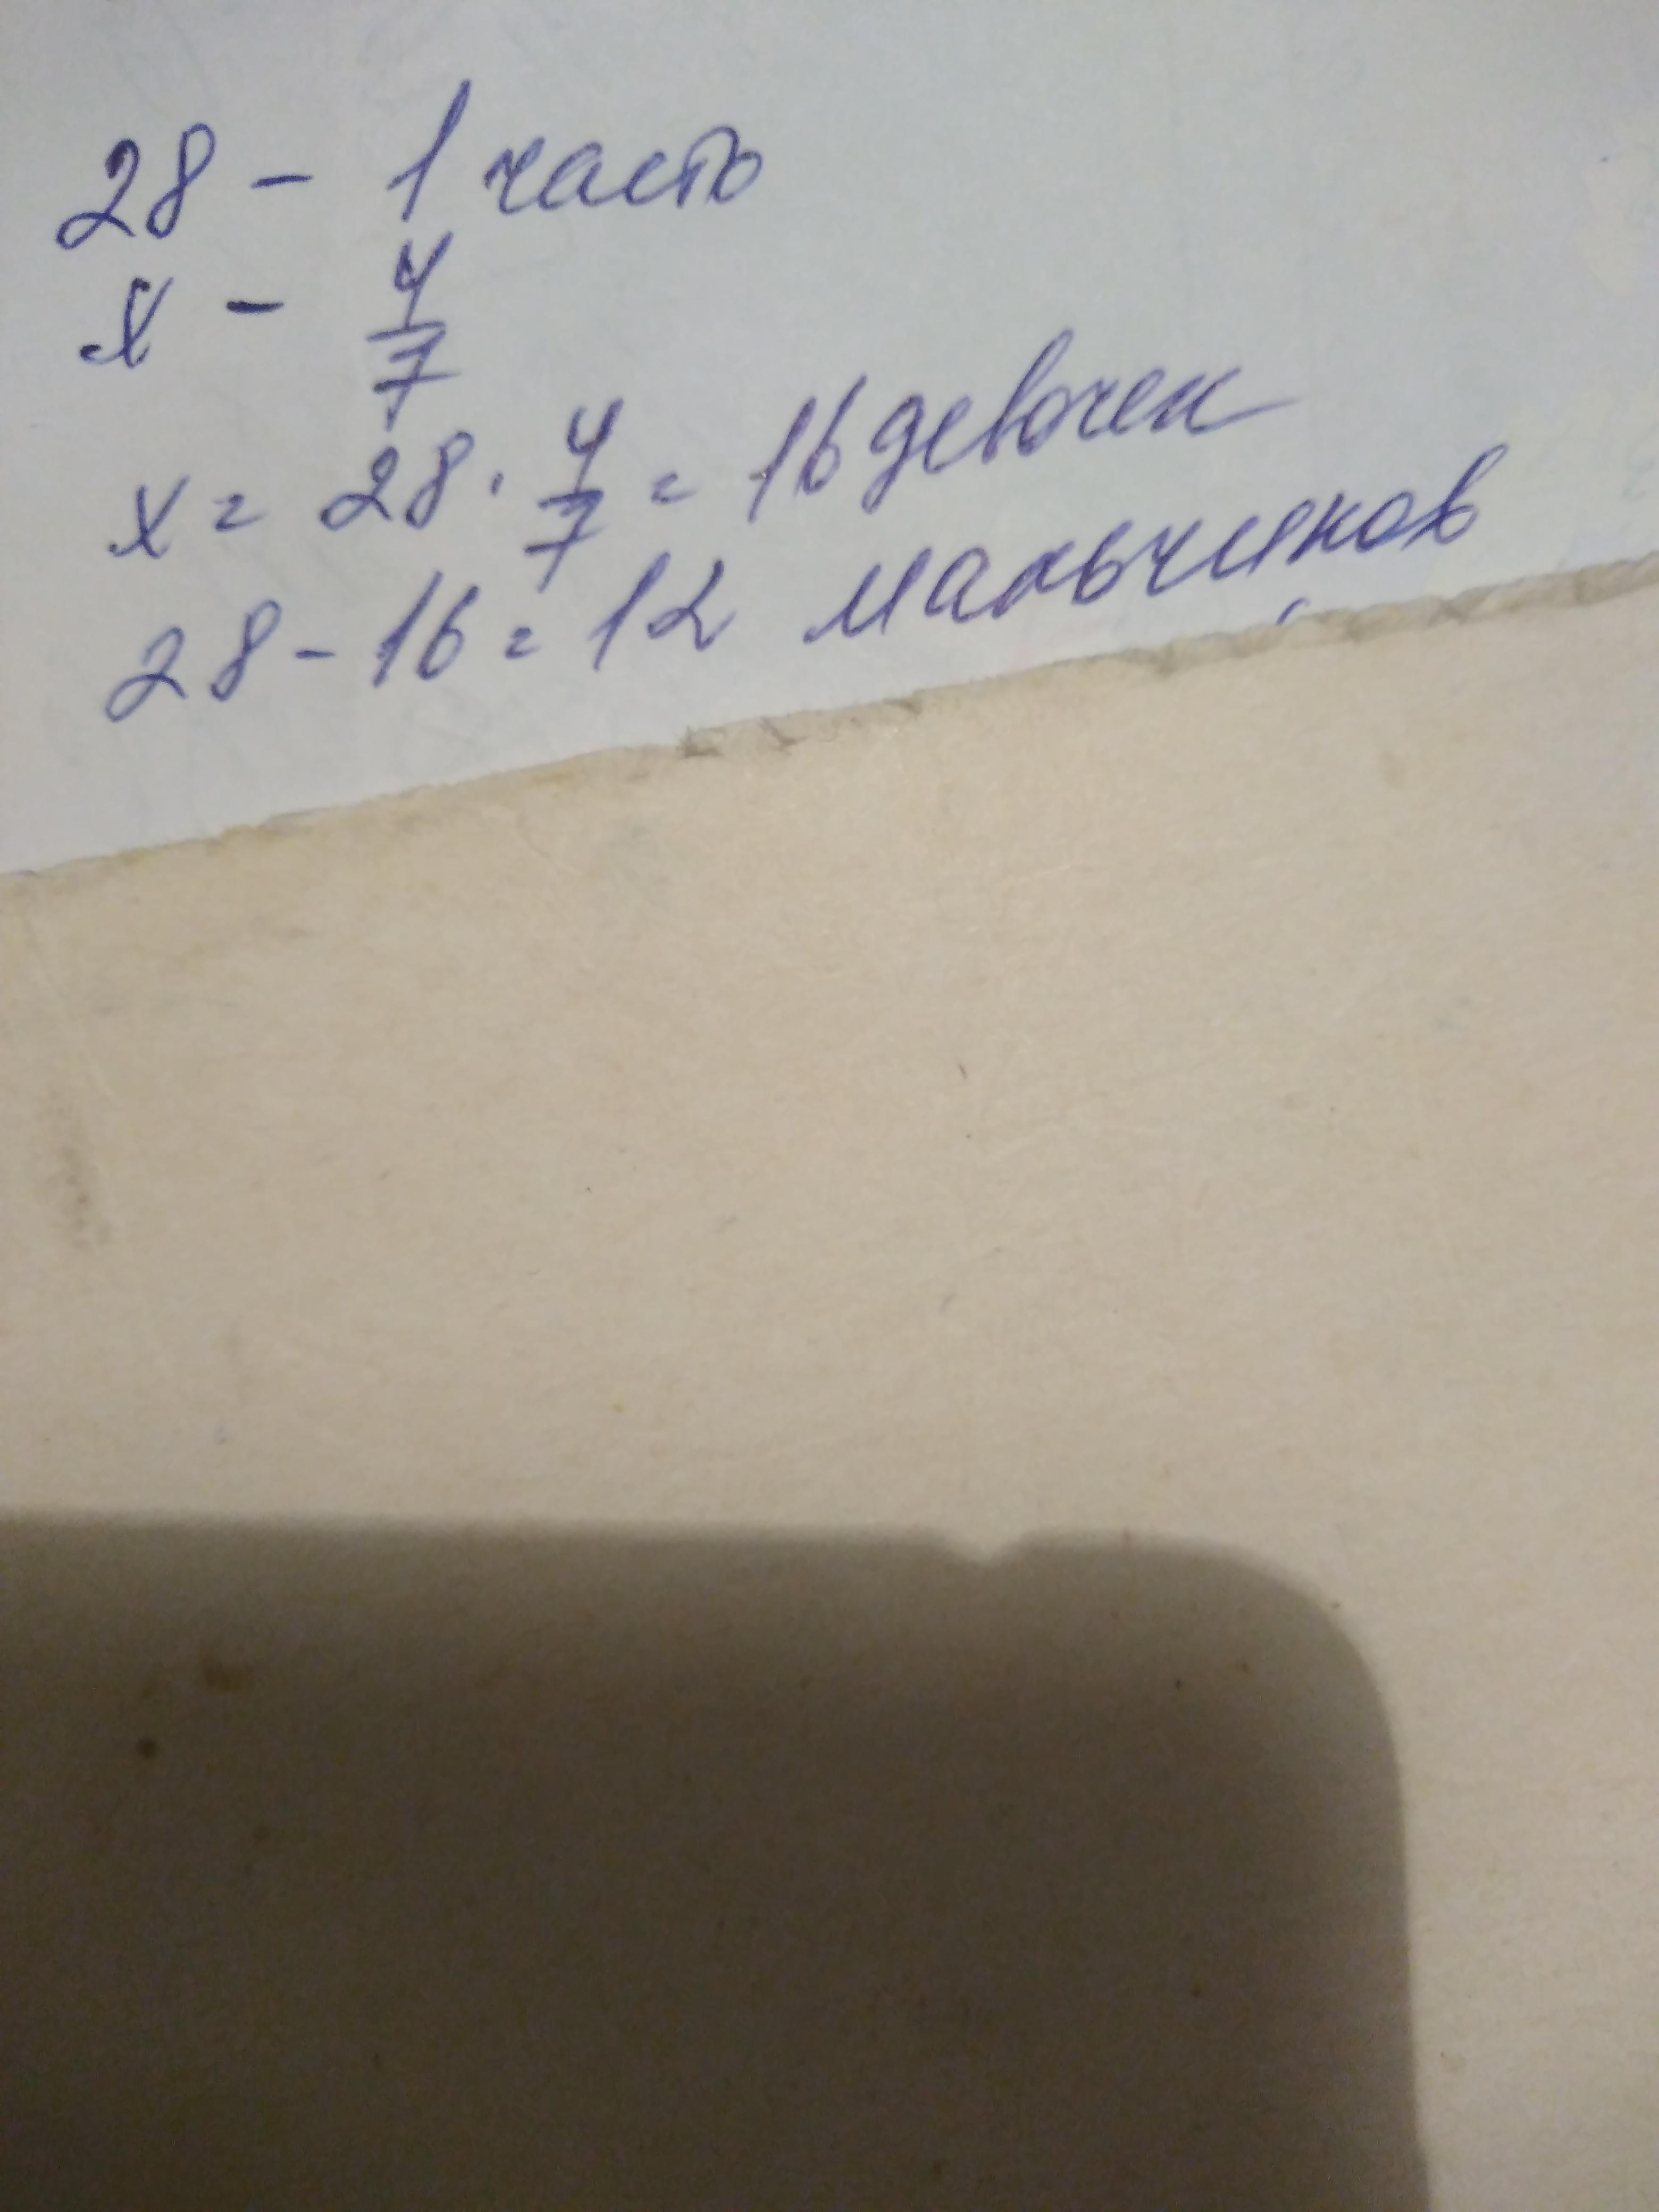 28 - 1 часть
x - 4/7
x = 28 · 4/7 = 16 девочек
28 - 16 = 12 мальчиков